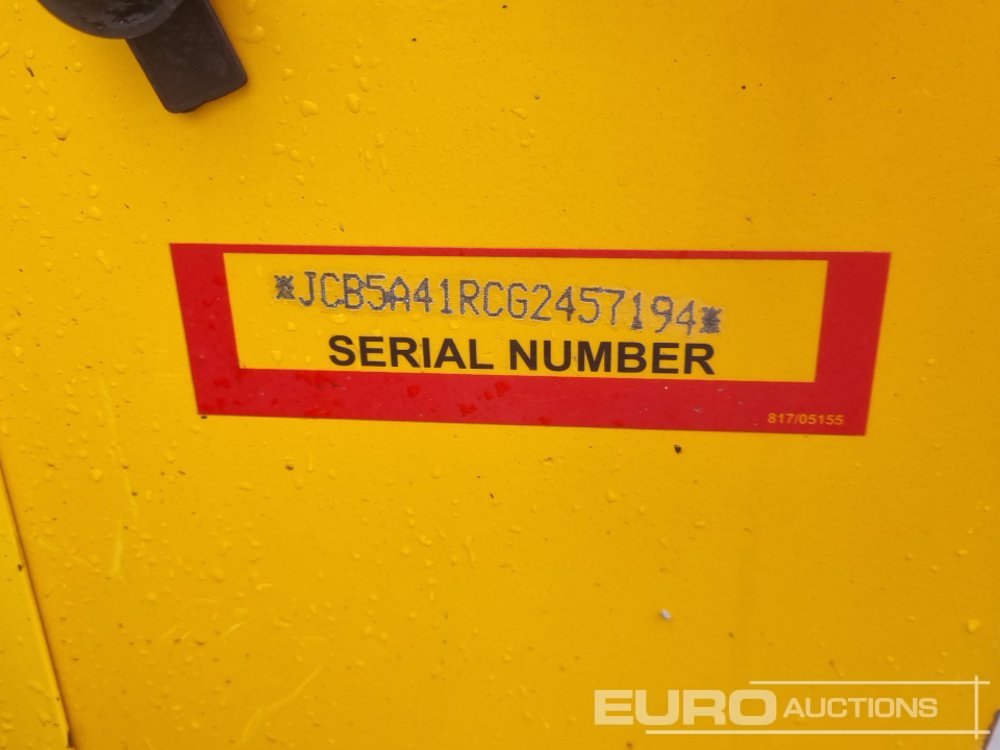 *JCB5A41RCG2457194*
SERIAL NUMBER
817/05155
EURO AUCTIONS